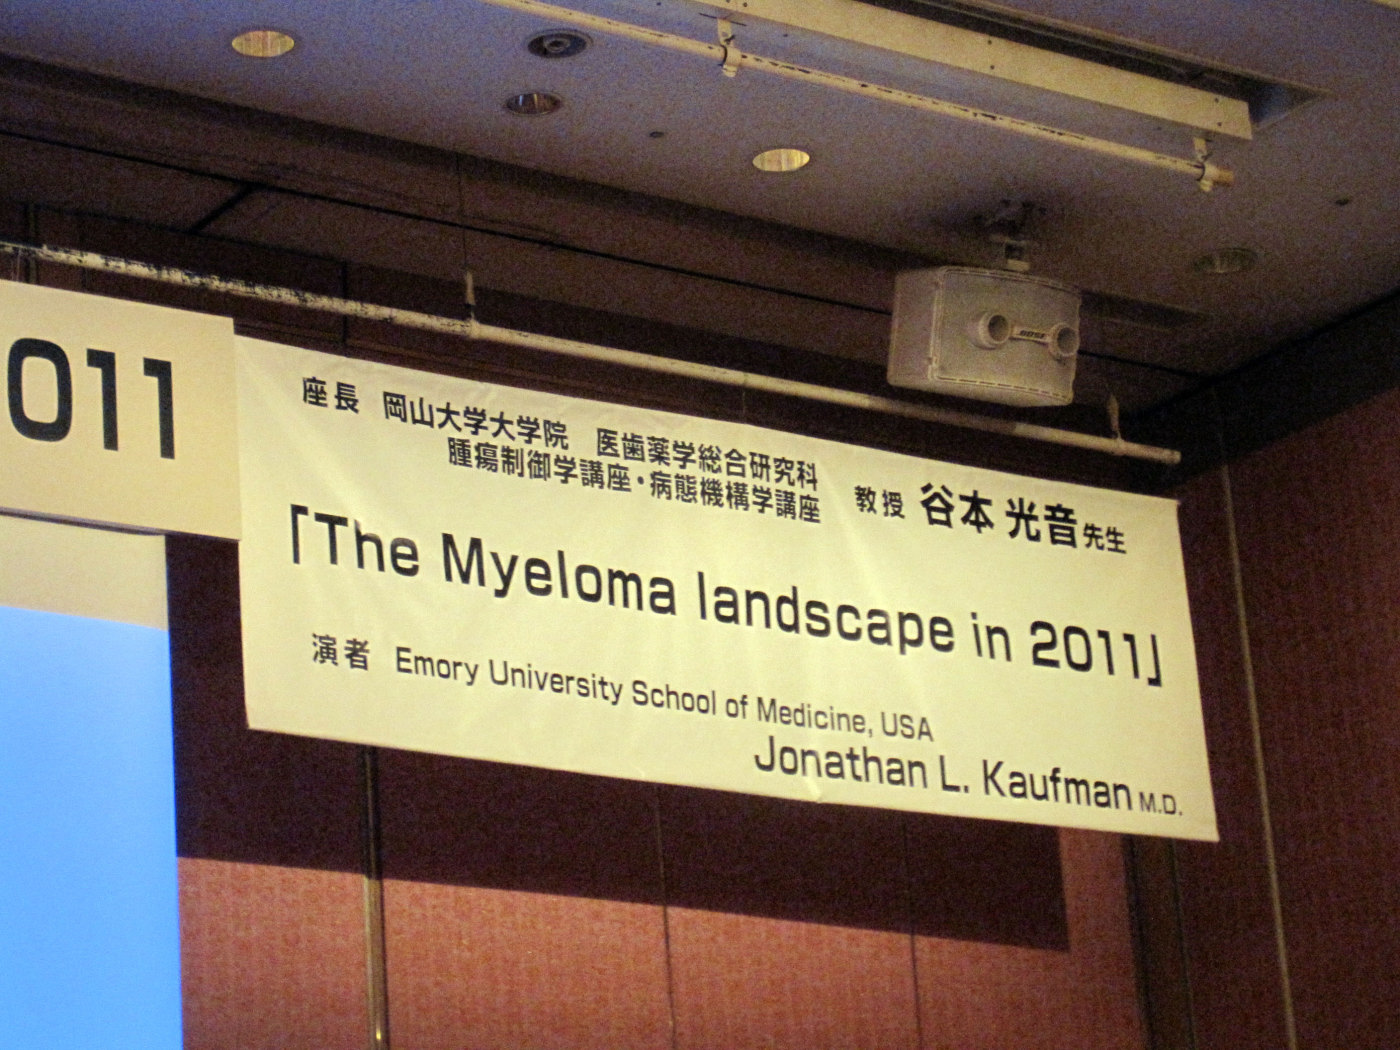 2011
座長 岡山大学大学院 医歯薬学総合研究科
腫瘍制御学講座・病態機構学講座 教授 谷本 光音 先生
「The Myeloma landscape in 2011」
演者 Emory University School of Medicine, USA
Jonathan L. Kaufman M.D.
BOSE